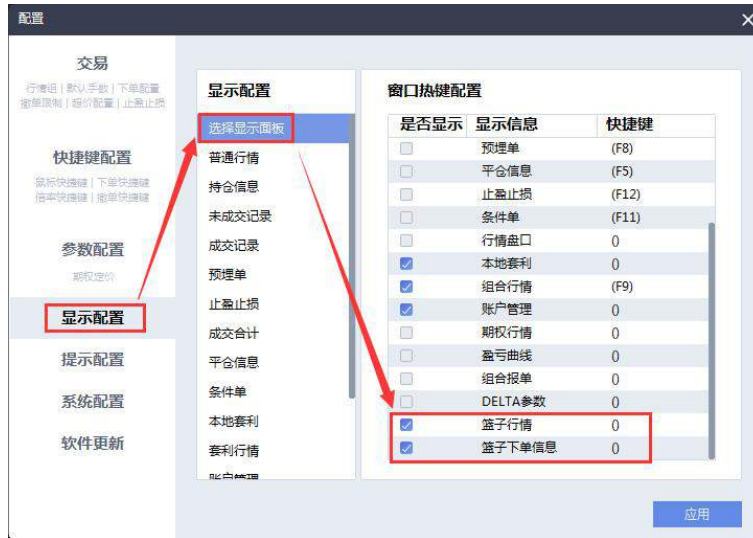 配置
交易
行情组 | 默认手数 | 下单配置
撤单限制 | 超价配置 | 止盈止损
快捷键配置
鼠标快捷键 | 下单快捷键
倍率快捷键 | 撤单快捷键
参数配置
期权定价
显示配置
提示配置
系统配置
软件更新
显示配置
选择显示面板
普通行情
持仓信息
未成交记录
成交记录
预埋单
止盈止损
成交合计
平仓信息
条件单
本地套利
套利行情
账户管理
窗口热键配置
是否显示 显示信息 快捷键
预埋单 (F8)
平仓信息 (F5)
止盈止损 (F12)
条件单 (F11)
行情盘口 ()
本地套利 ()
组合行情 (F9)
账户管理 ()
期权行情 ()
盈亏曲线 ()
组合报单 ()
DELTA参数 ()
篮子行情 ()
篮子下单信息 ()
应用